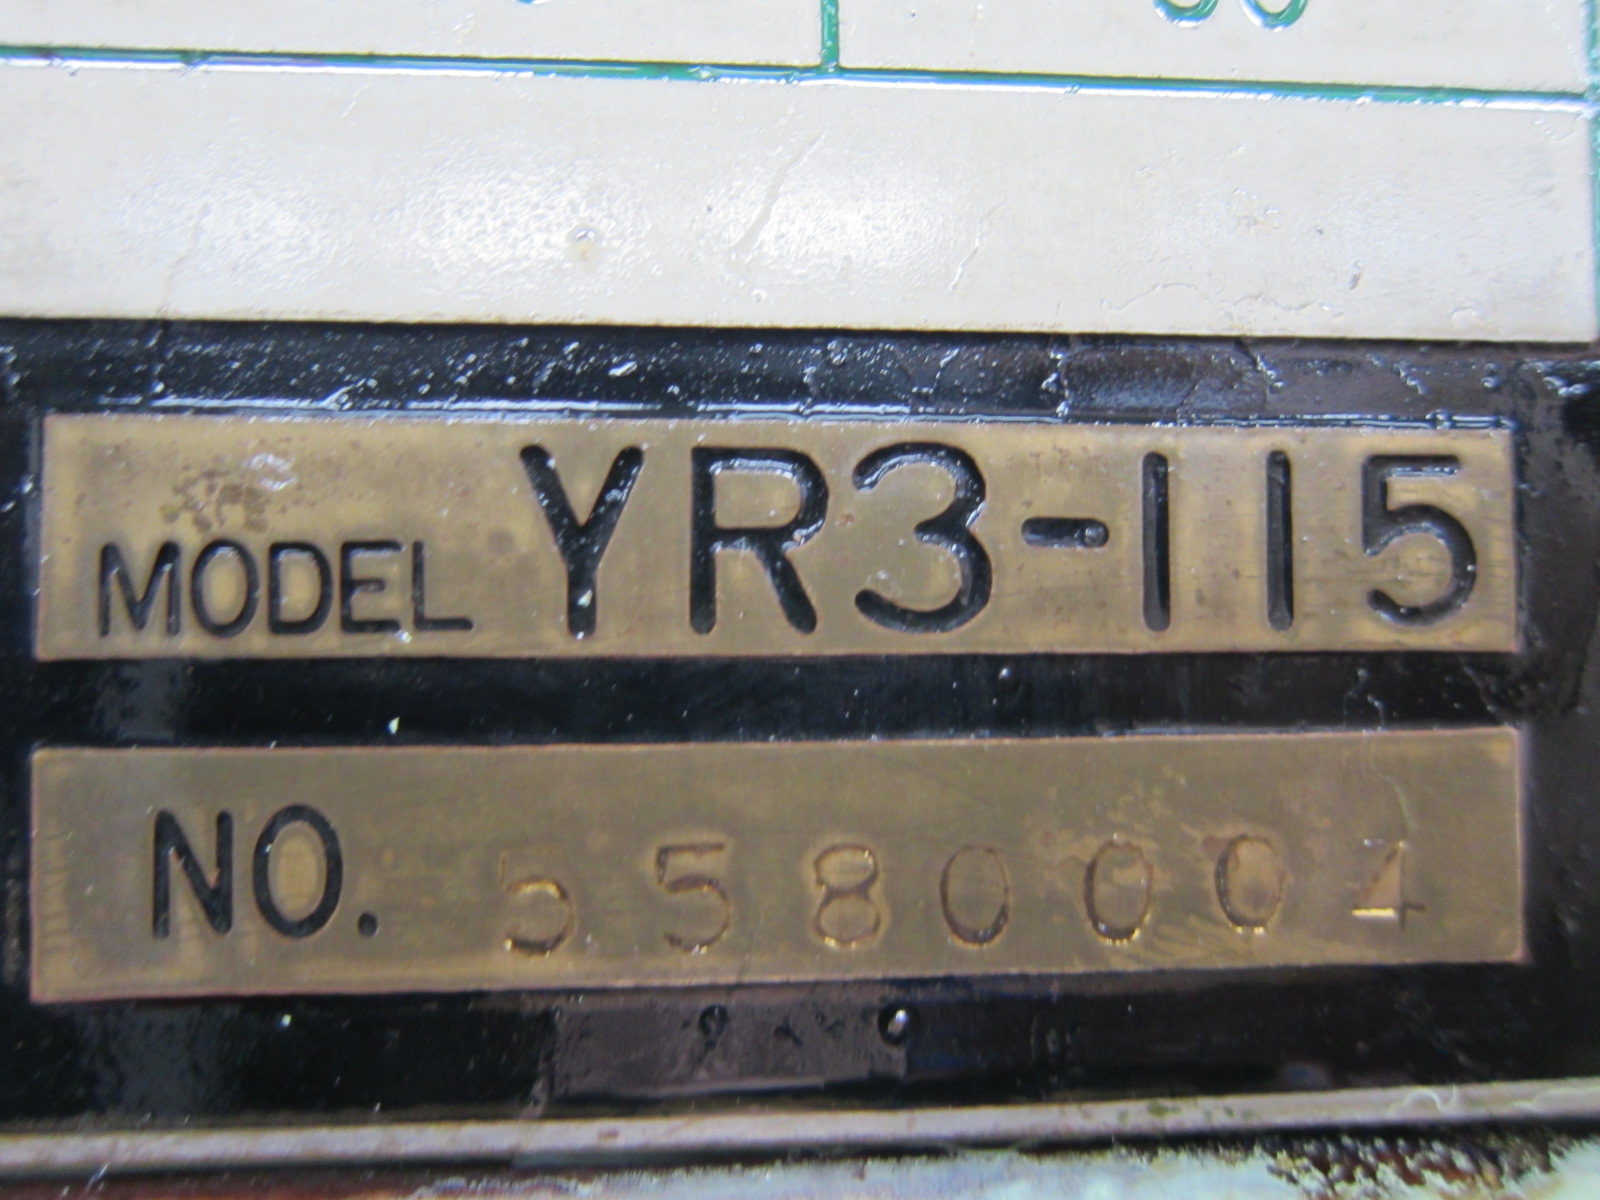 MODEL YR3-115
NO. 5580004